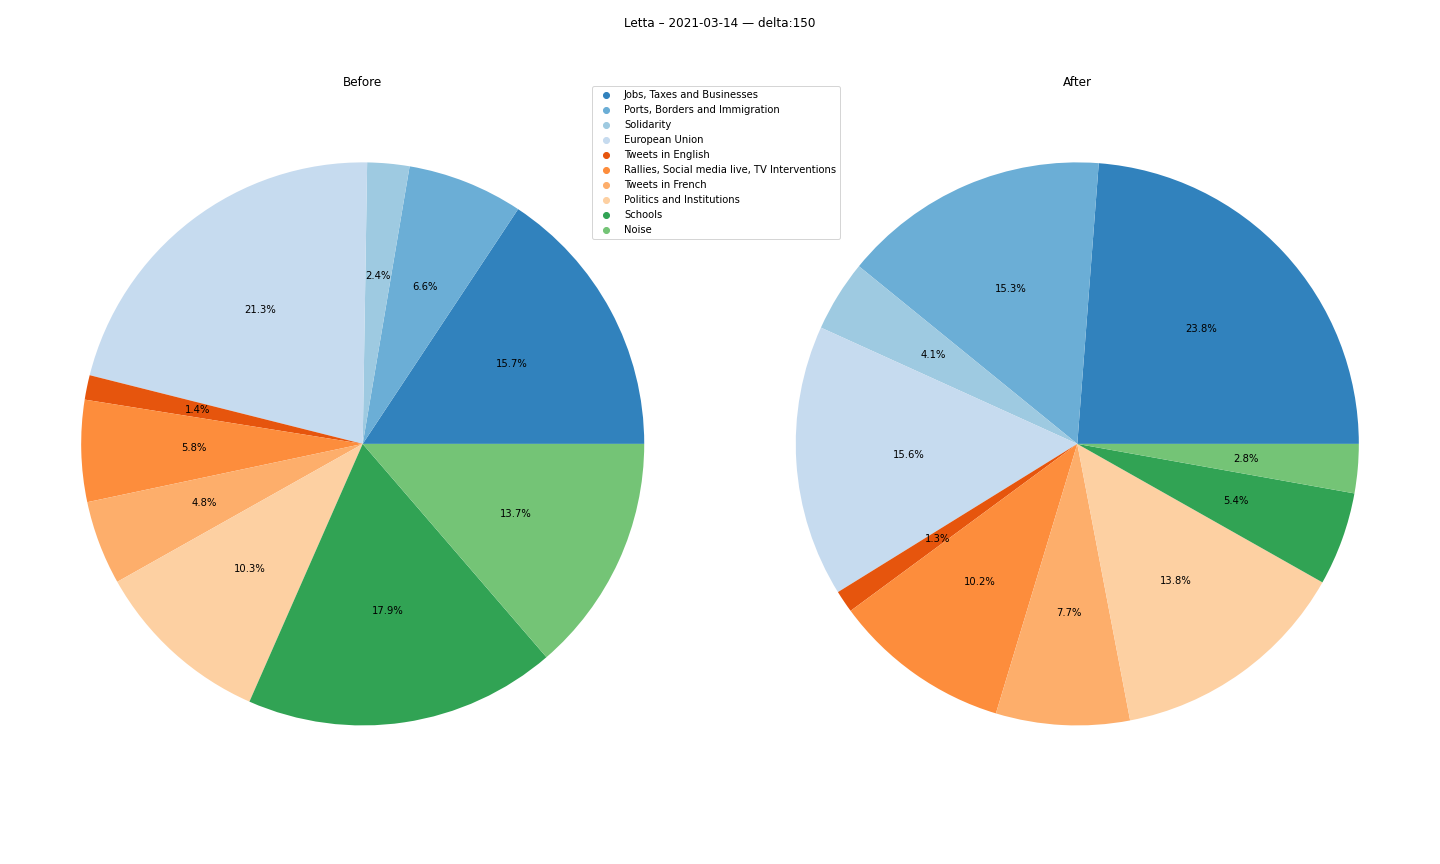 Letta – 2021-03-14 — delta:150
Before
After
Jobs, Taxes and Businesses
Ports, Borders and Immigration
Solidarity
European Union
Tweets in English
Rallies, Social media live, TV Interventions
Tweets in French
Politics and Institutions
Schools
Noise
15.7%
6.6%
2.4%
21.3%
1.4%
5.8%
4.8%
10.3%
17.9%
13.7%
23.8%
15.3%
4.1%
15.6%
1.3%
10.2%
7.7%
13.8%
5.4%
2.8%